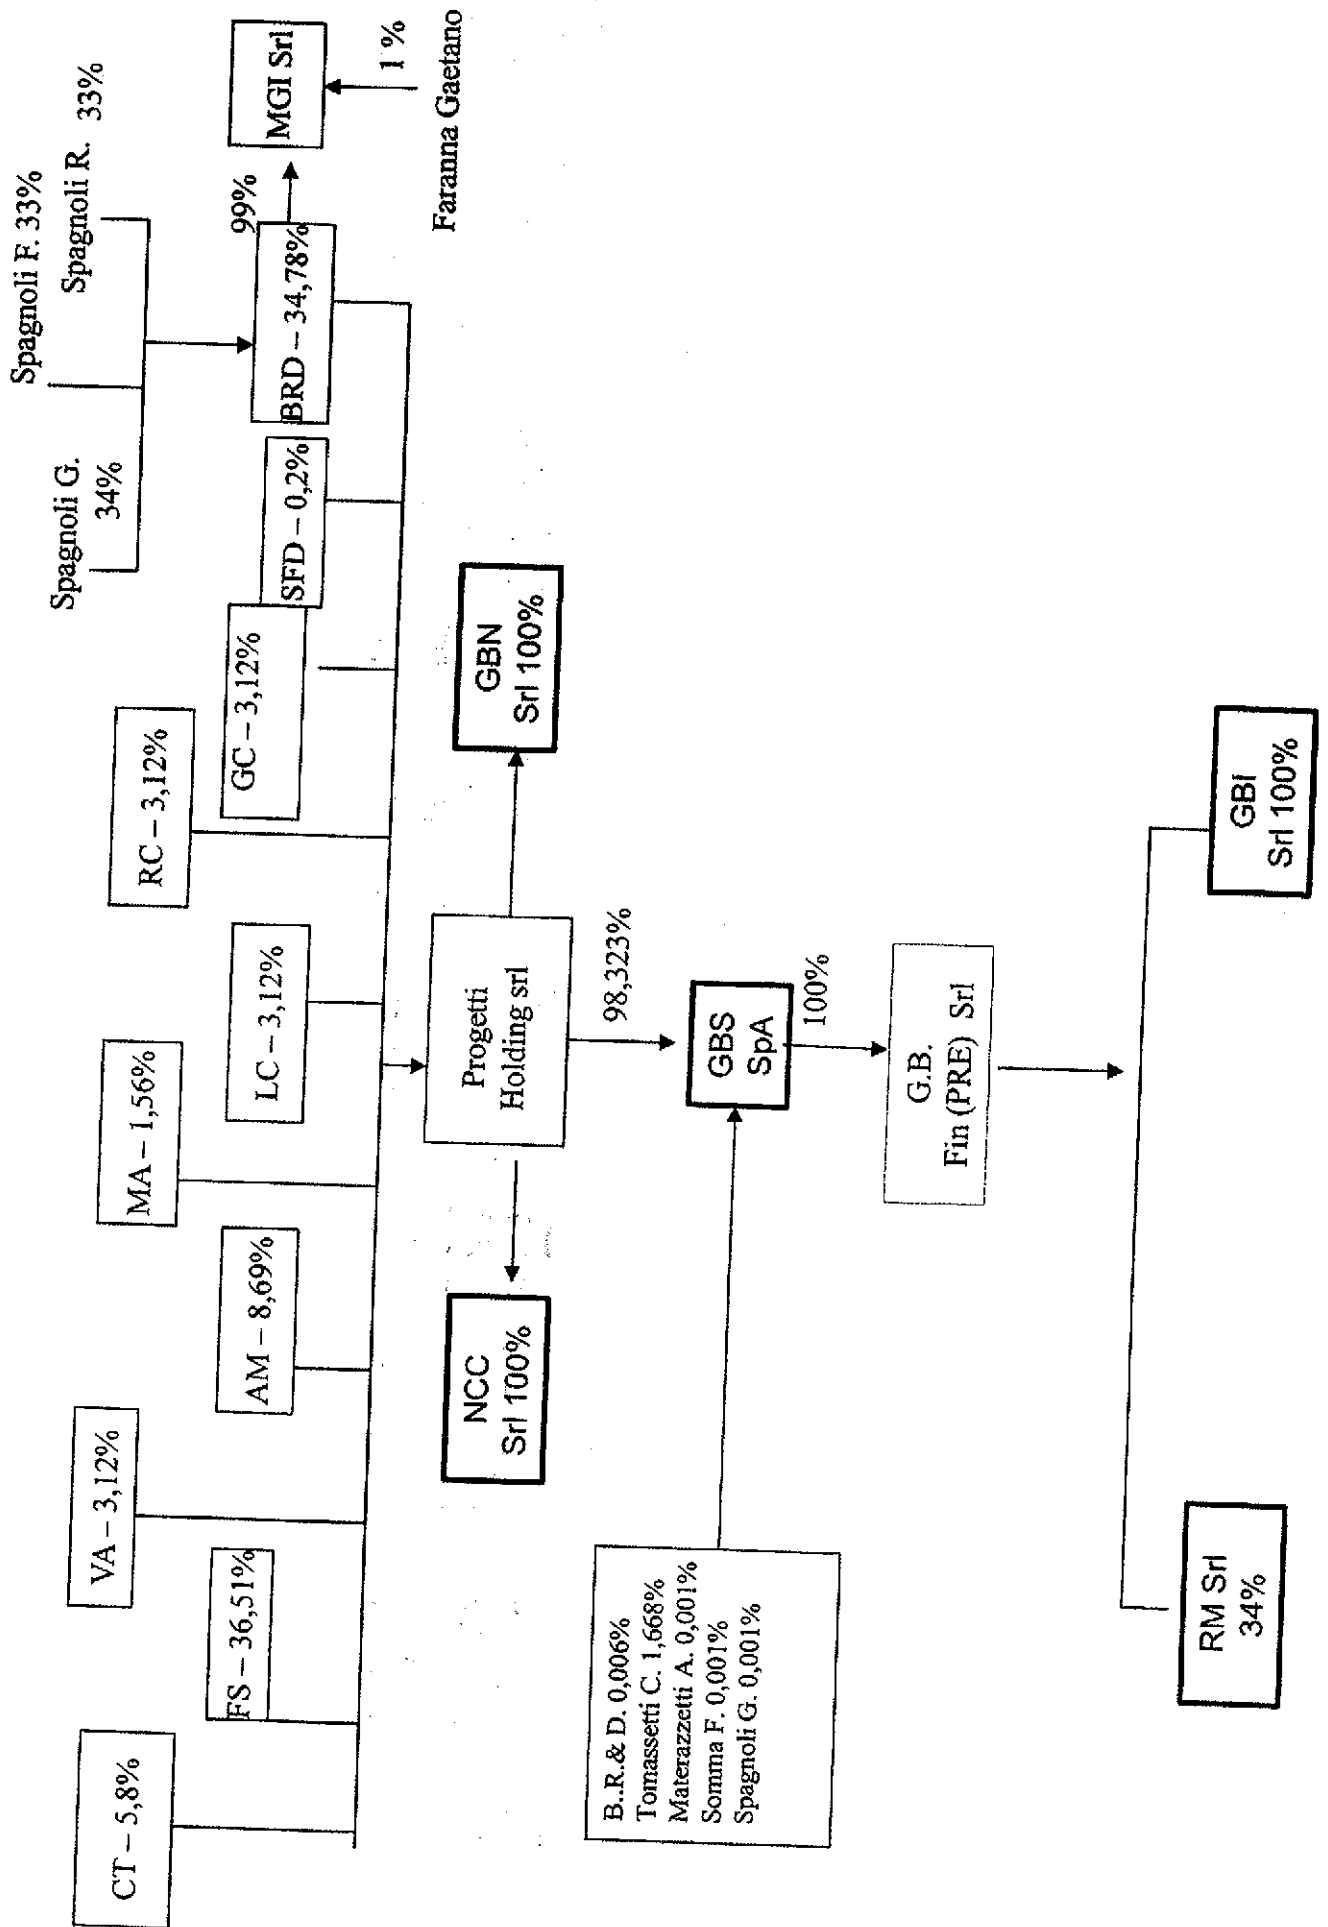 Spagnoli F. 33%
Spagnoli G.
34%
Spagnoli R. 33%
CT – 5,8%
VA – 3,12%
FS – 36,51%
AM – 8,69%
MA – 1,56%
LC – 3,12%
RC – 3,12%
GC – 3,12%
SFD – 0,2%
BRD – 34,78%
99%
MGI Srl
1 %
Faranna Gaetano
NCC
Srl 100%
Progetti
Holding srl
GBN
Srl 100%
98,323%
B..R.& D. 0,006%
Tomassetti C. 1,668%
Materazzetti A. 0,001%
Somma F. 0,001%
Spagnoli G. 0,001%
GBS
SpA
100%
G.B.
Fin (PRE) Srl
RM Srl
34%
GBI
Srl 100%